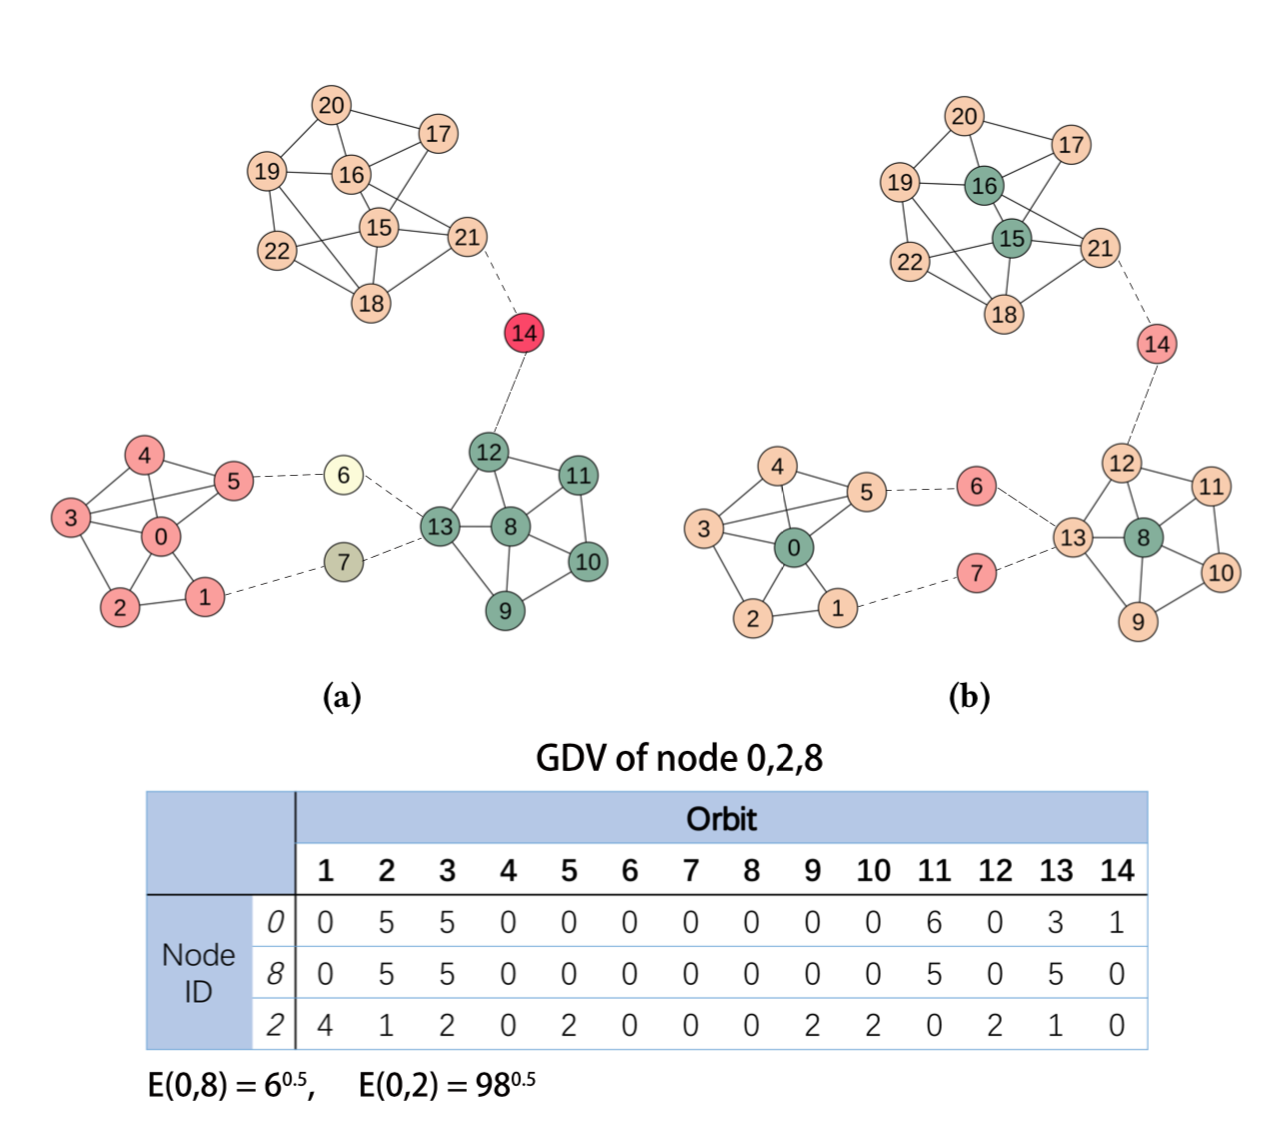 20 20
17 17
19 16 19 16
15 21 15 21
22 22
18 18
14 14
4 5 6 12 11 4 5 6 12 11
3 0 13 8 3 0 13 8
7 10 7 10
2 1 9 2 1 9
(a) (b)
GDV of node 0,2,8
Orbit
1 2 3 4 5 6 7 8 9 10 11 12 13 14
Node ID
0 0 5 5 0 0 0 0 0 0 0 6 0 3 1
8 0 5 5 0 0 0 0 0 0 0 5 0 5 0
2 4 1 2 0 2 0 0 0 2 2 0 2 1 0
E(0,8) = 6^0.5, E(0,2) = 98^0.5